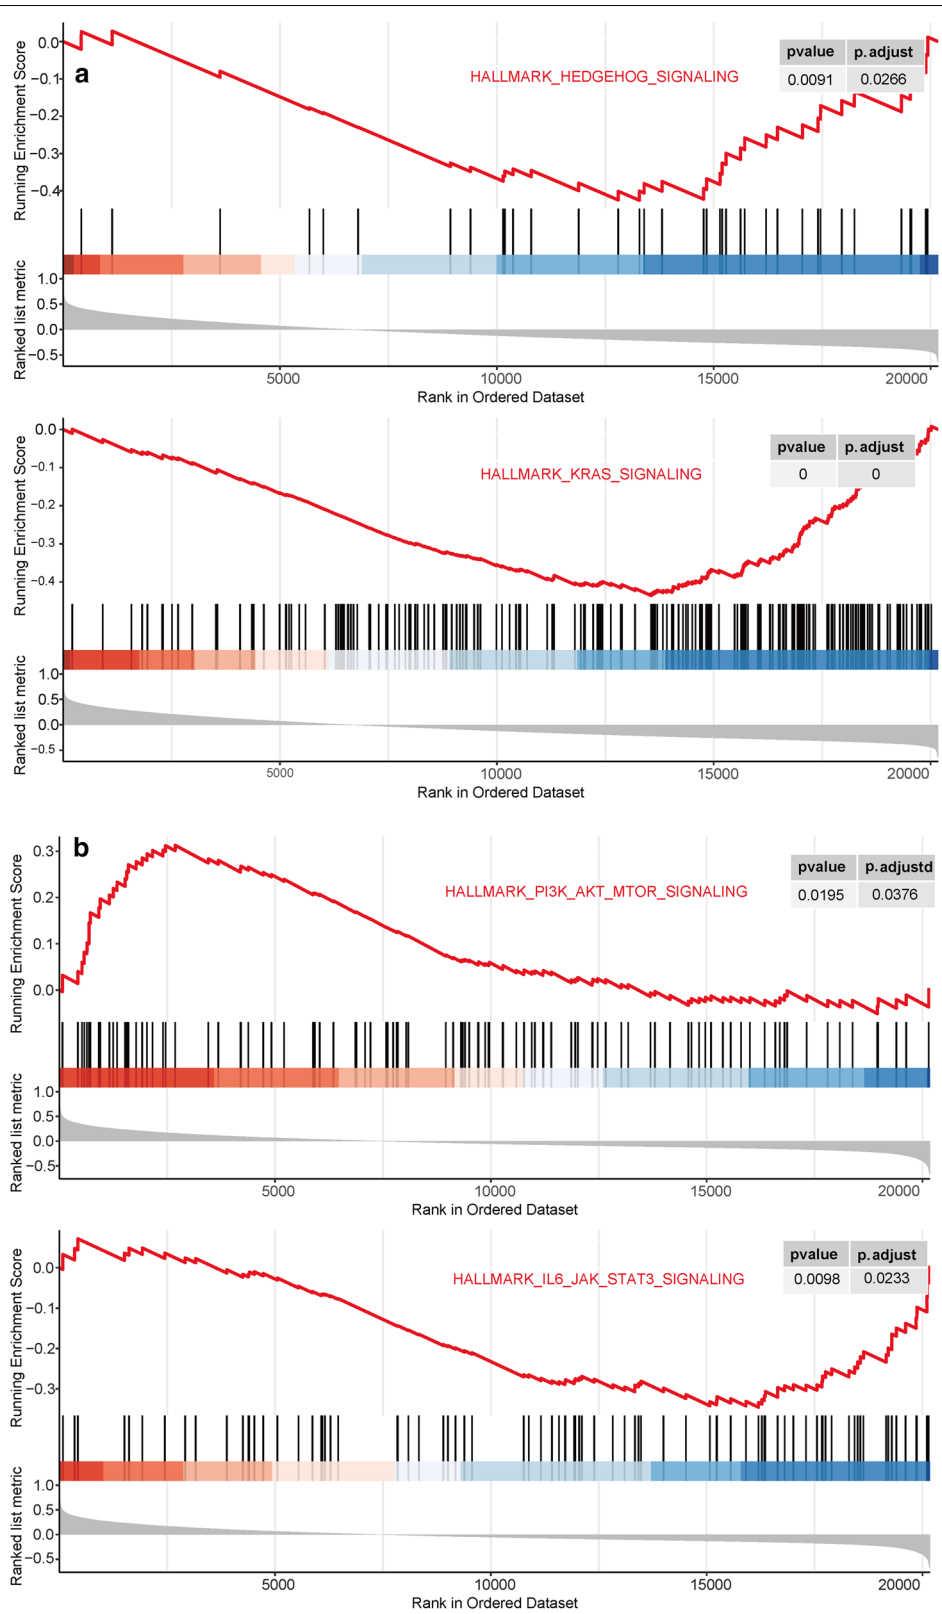 a
Running Enrichment Score
0.0
−0.1
−0.2
−0.3
−0.4
HALLMARK_HEDGEHOG_SIGNALING
pvalue p.adjust
0.0091 0.0266
Ranked list metric
1.0
0.5
0.0
−0.5
5000 10000 15000 20000
Rank in Ordered Dataset
Running Enrichment Score
0.0
−0.1
−0.2
−0.3
−0.4
HALLMARK_KRAS_SIGNALING
pvalue p.adjust
0 0
Ranked list metric
1.0
0.5
0.0
−0.5
5000 10000 15000 20000
Rank in Ordered Dataset
b
Running Enrichment Score
0.3
0.2
0.1
0.0
HALLMARK_PI3K_AKT_MTOR_SIGNALING
pvalue p.adjustd
0.0195 0.0376
Ranked list metric
1.0
0.5
0.0
−0.5
5000 10000 15000 20000
Rank in Ordered Dataset
Running Enrichment Score
0.0
−0.1
−0.2
−0.3
HALLMARK_IL6_JAK_STAT3_SIGNALING
pvalue p.adjust
0.0098 0.0233
Ranked list metric
1.0
0.5
0.0
−0.5
5000 10000 15000 20000
Rank in Ordered Dataset